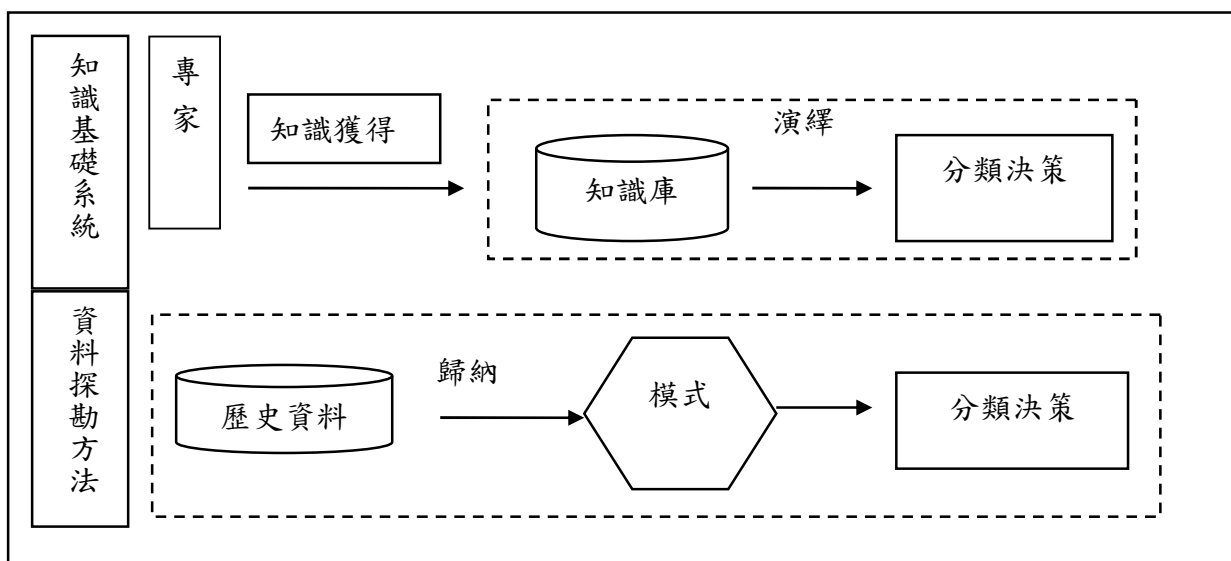 知識基礎系統
專家
知識獲得
知識庫
演繹
分類決策
資料探勘方法
歷史資料
歸納
模式
分類決策